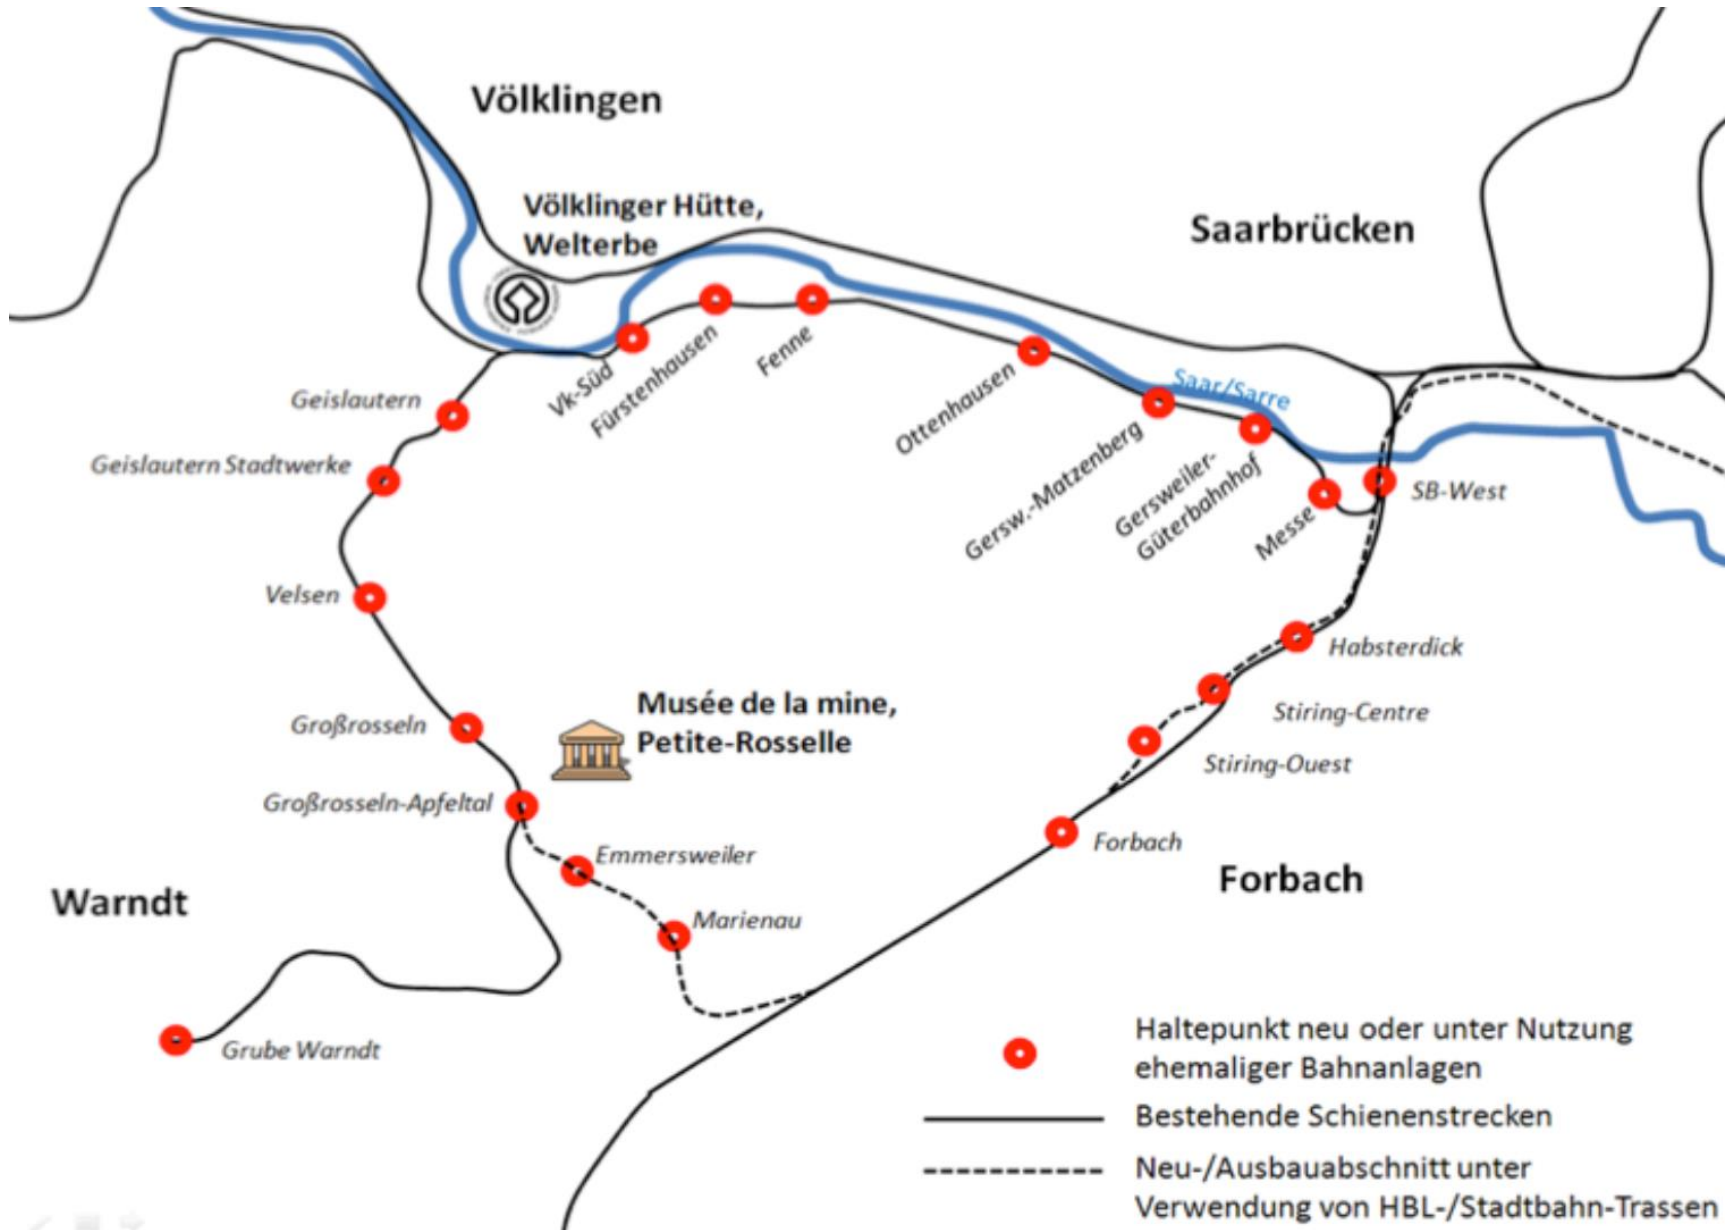 Völklingen
Völklinger Hütte,
Welterbe
Saarbrücken
Saar/Sarre
Vk-Süd
Fürstenhausen
Fenne
Ottenhausen
Gersw.-Matzenberg
Gersweiler-
Güterbahnhof
Messe
SB-West
Geislautern
Geislautern Stadtwerke
Velsen
Großrosseln
Großrosseln-Apfeltal
Musée de la mine,
Petite-Rosselle
Habsterdick
Stiring-Centre
Stiring-Ouest
Forbach
Forbach
Emmersweiler
Marienau
Warndt
Grube Warndt
Haltepunkt neu oder unter Nutzung
ehemaliger Bahnanlagen
Bestehende Schienenstrecken
Neu-/Ausbauabschnitt unter
Verwendung von HBL-/Stadtbahn-Trassen